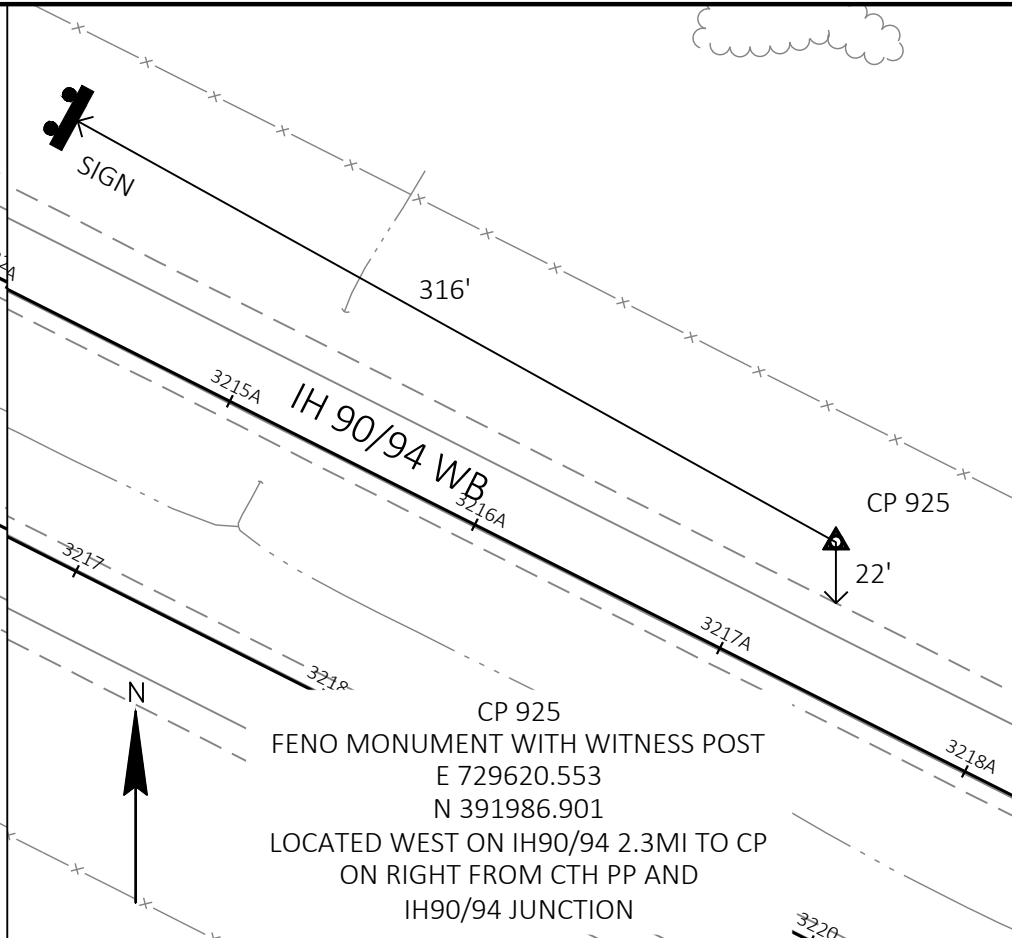 SIGN
316'
3215A
IH 90/94 WB
3216A
CP 925
22'
3217
3217A
3218
N
3218A
CP 925
FENO MONUMENT WITH WITNESS POST
E 729620.553
N 391986.901
LOCATED WEST ON IH90/94 2.3MI TO CP
ON RIGHT FROM CTH PP AND
IH90/94 JUNCTION
3220